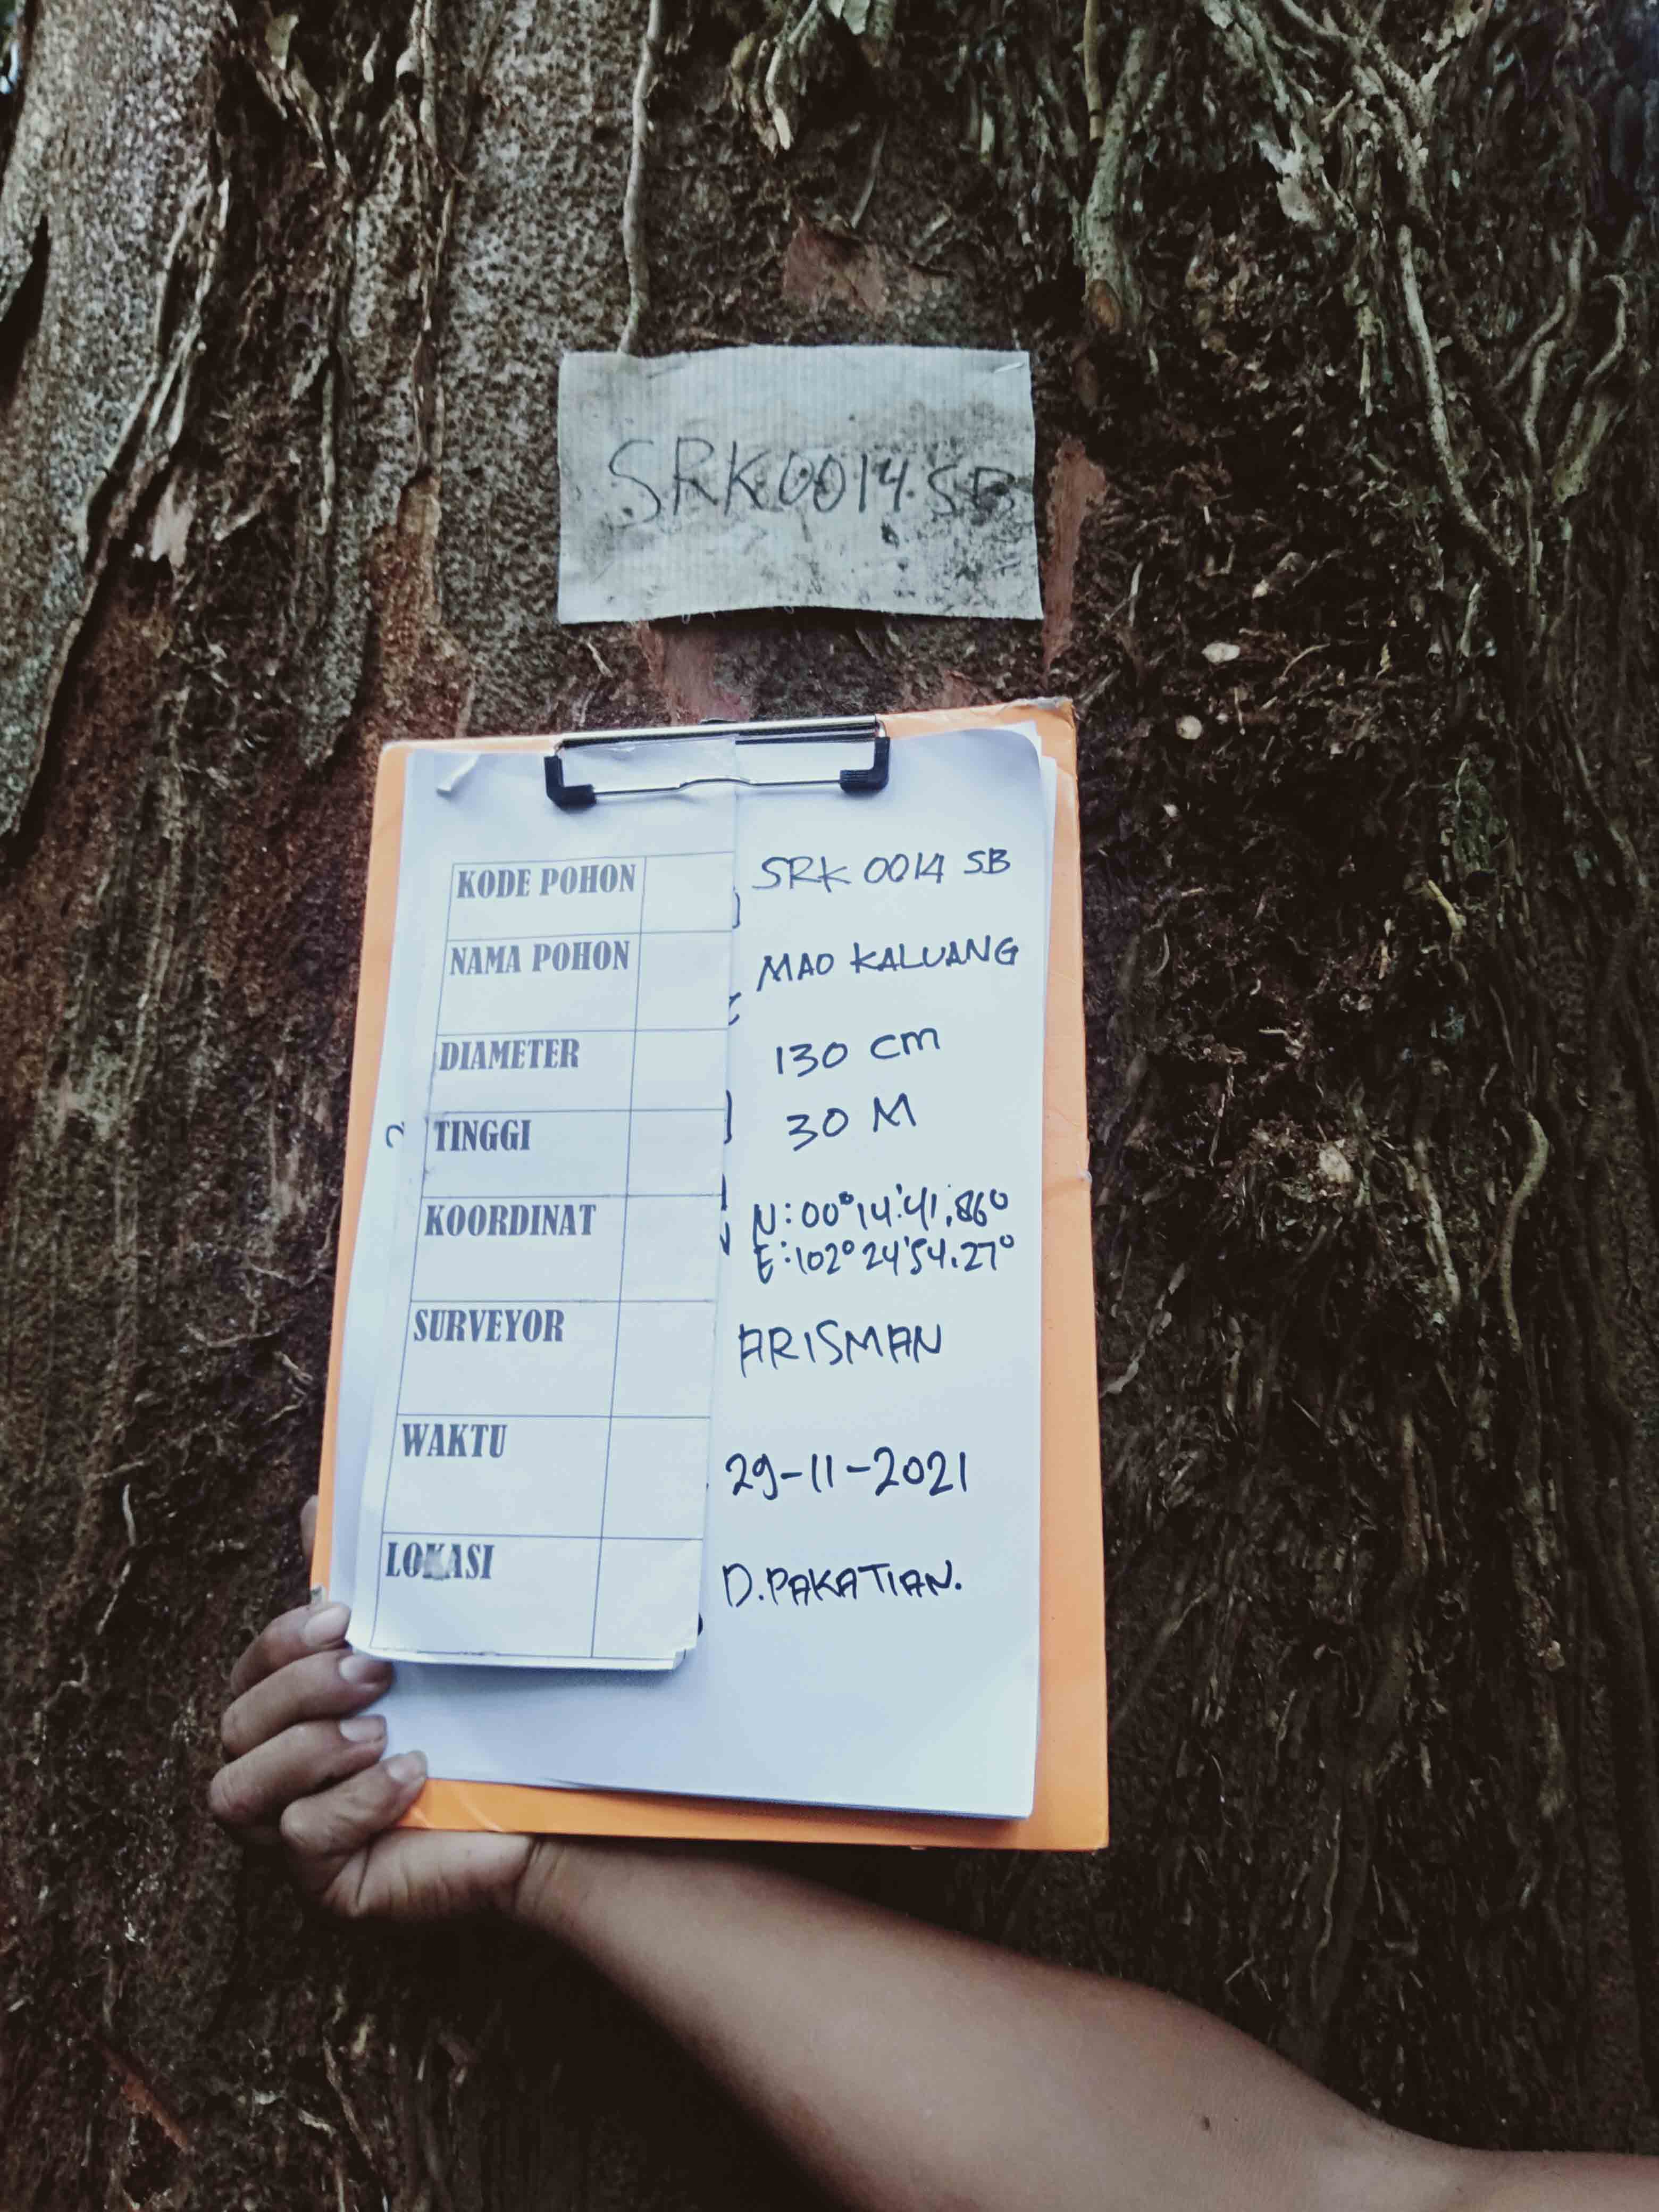 SRK0014.SB
KODE POHON SRK 0014 SB
NAMA POHON MAO KALUANG
DIAMETER 130 cm
TINGGI 30 M
KOORDINAT N:00°14'.41,86°
E:102°24'54.27°
SURVEYOR ARISMAN
WAKTU 29-11-2021
LOKASI D.PAKATIAN.